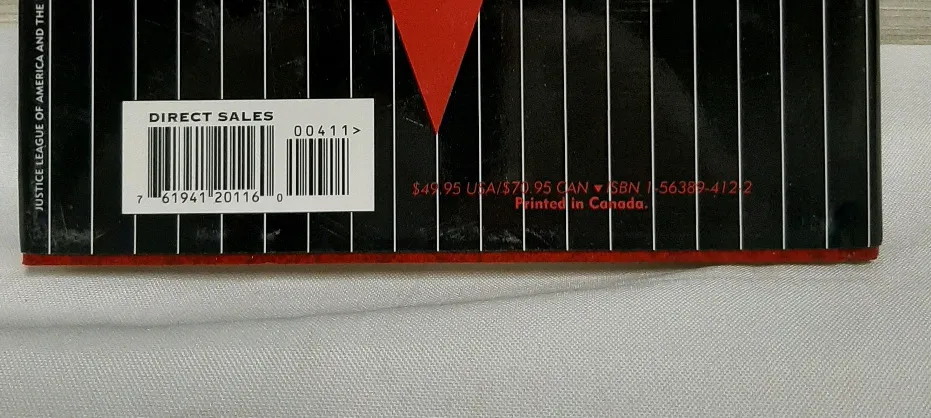 JUSTICE LEAGUE OF AMERICA AND THE
DIRECT SALES
00411>
7 61941 20116 0
$49.95 USA/$70.95 CAN ▼ ISBN 1-56389-412-2
Printed in Canada.